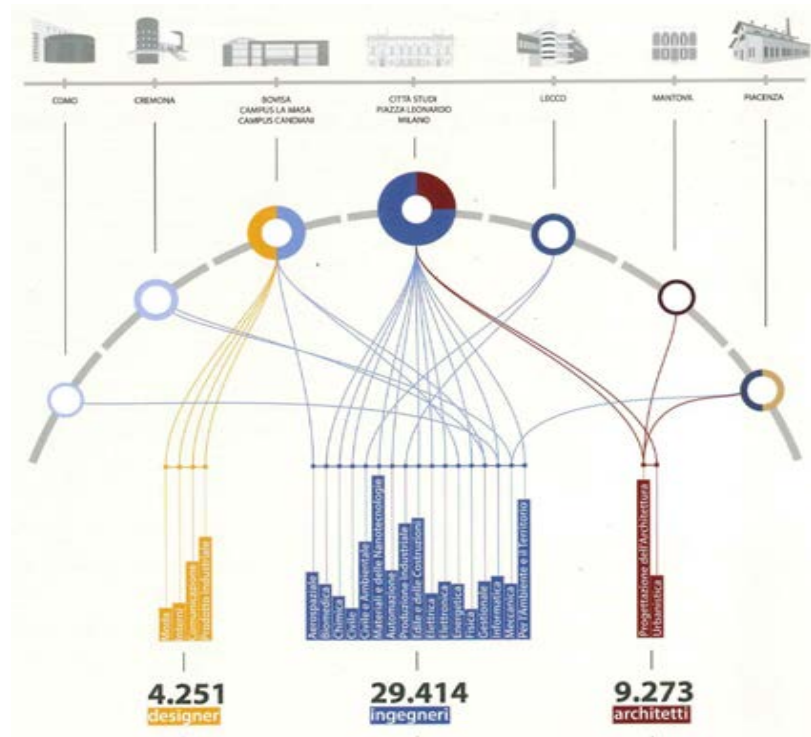 COMO
CREMONA
BOVISA
CAMPUS LA MASA
CAMPUS CANDIANI
CITTÀ STUDI
PIAZZA LEONARDO
MILANO
LECCO
MANTOVA
PIACENZA
Moda
Interni
Comunicazione
Prodotto Industriale
Aerospaziale
Biomedica
Chimica
Civile
Civile e Ambientale
Materiali e delle Nanotecnologie
Automazione
Produzione Industriale
Edile e delle Costruzioni
Elettrica
Elettronica
Energetica
Fisica
Gestionale
Informatica
Meccanica
Per l'Ambiente e il Territorio
Progettazione dell'Architettura
Urbanistica
4.251
designer
29.414
ingegneri
9.273
architetti